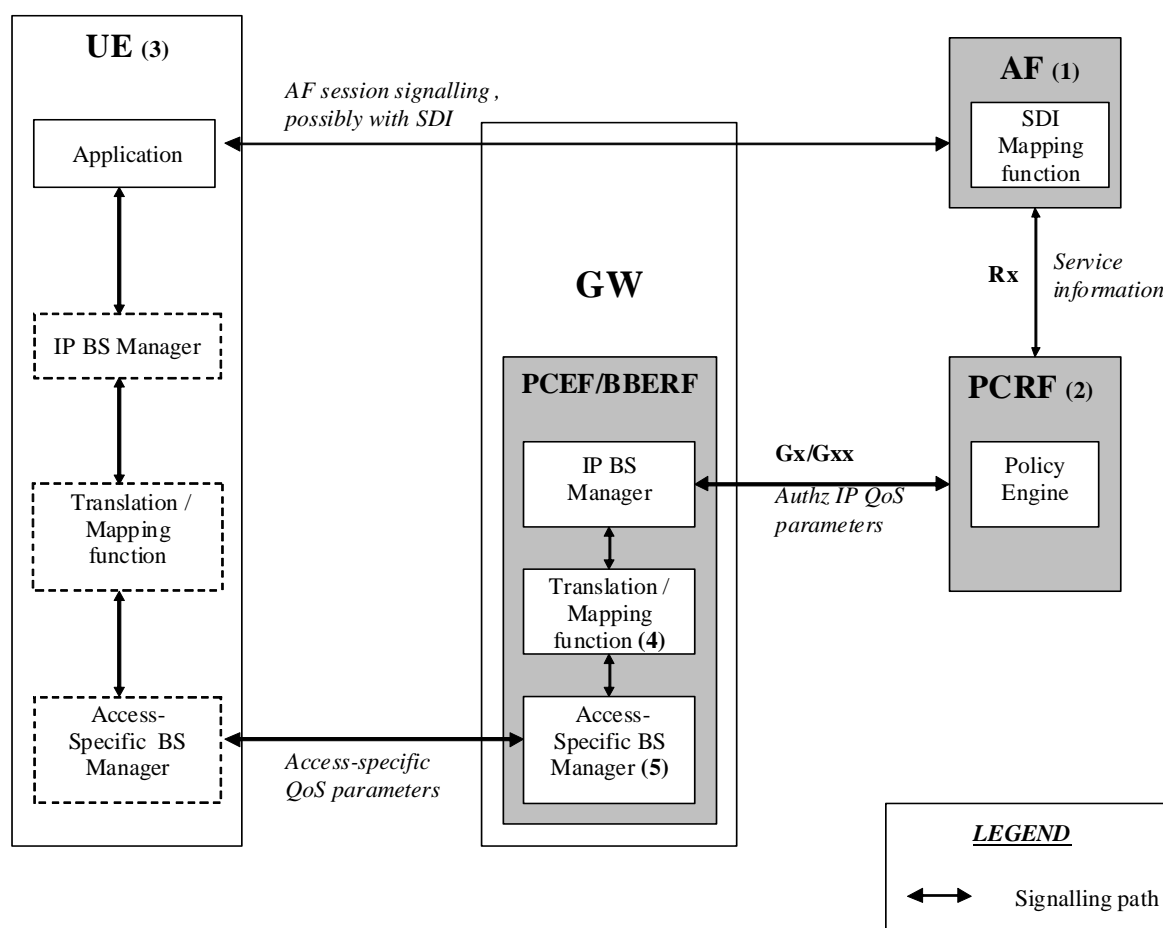 UE (3)
Application
IP BS Manager
Translation /
Mapping
function
Access-
Specific BS
Manager
AF session signalling ,
possibly with SDI
Access-specific
QoS parameters
GW
PCEF/BBERF
IP BS
Manager
Translation /
Mapping
function (4)
Access-
Specific BS
Manager (5)
Gx/Gxx
Authz IP QoS
parameters
AF (1)
SDI
Mapping
function
Rx
Service
information
PCRF (2)
Policy
Engine
LEGEND
Signalling path